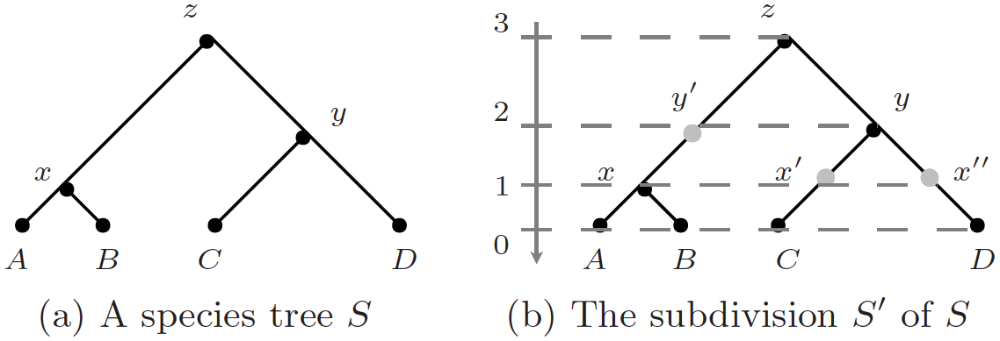 z
y
x
A B C D
(a) A species tree S
3
z
y′
2
y
x
x′
x′′
1
0
A B C D
(b) The subdivision S′ of S